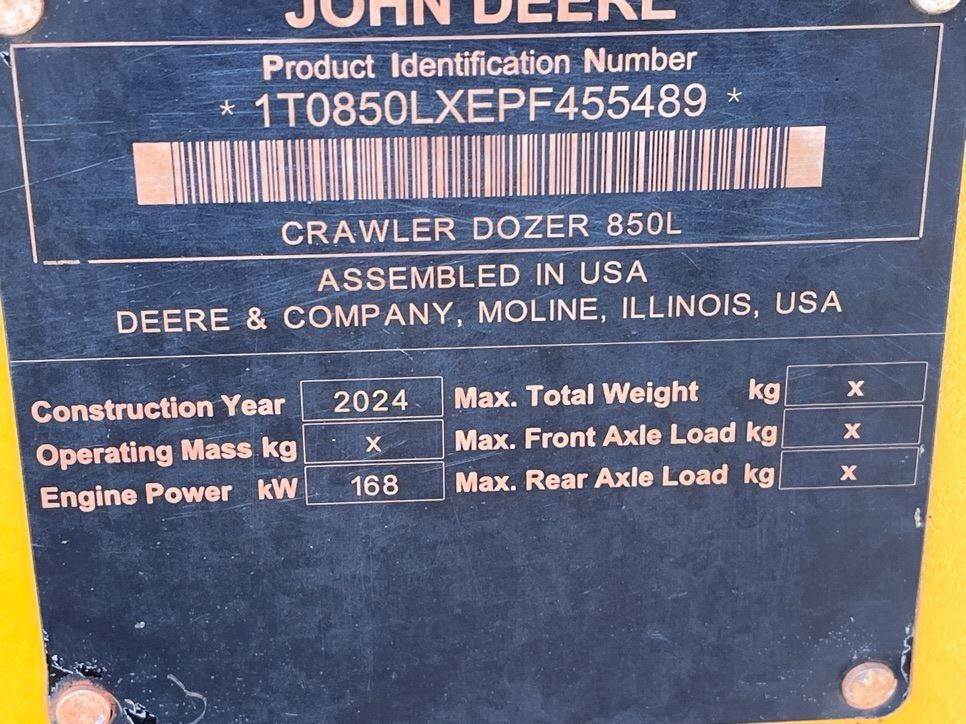 JOHN DEERE
Product Identification Number
* 1T0850LXEPF455489 *
CRAWLER DOZER 850L
ASSEMBLED IN USA
DEERE & COMPANY, MOLINE, ILLINOIS, USA
Construction Year 2024 Max. Total Weight kg x
Operating Mass kg x Max. Front Axle Load kg x
Engine Power kW 168 Max. Rear Axle Load kg x